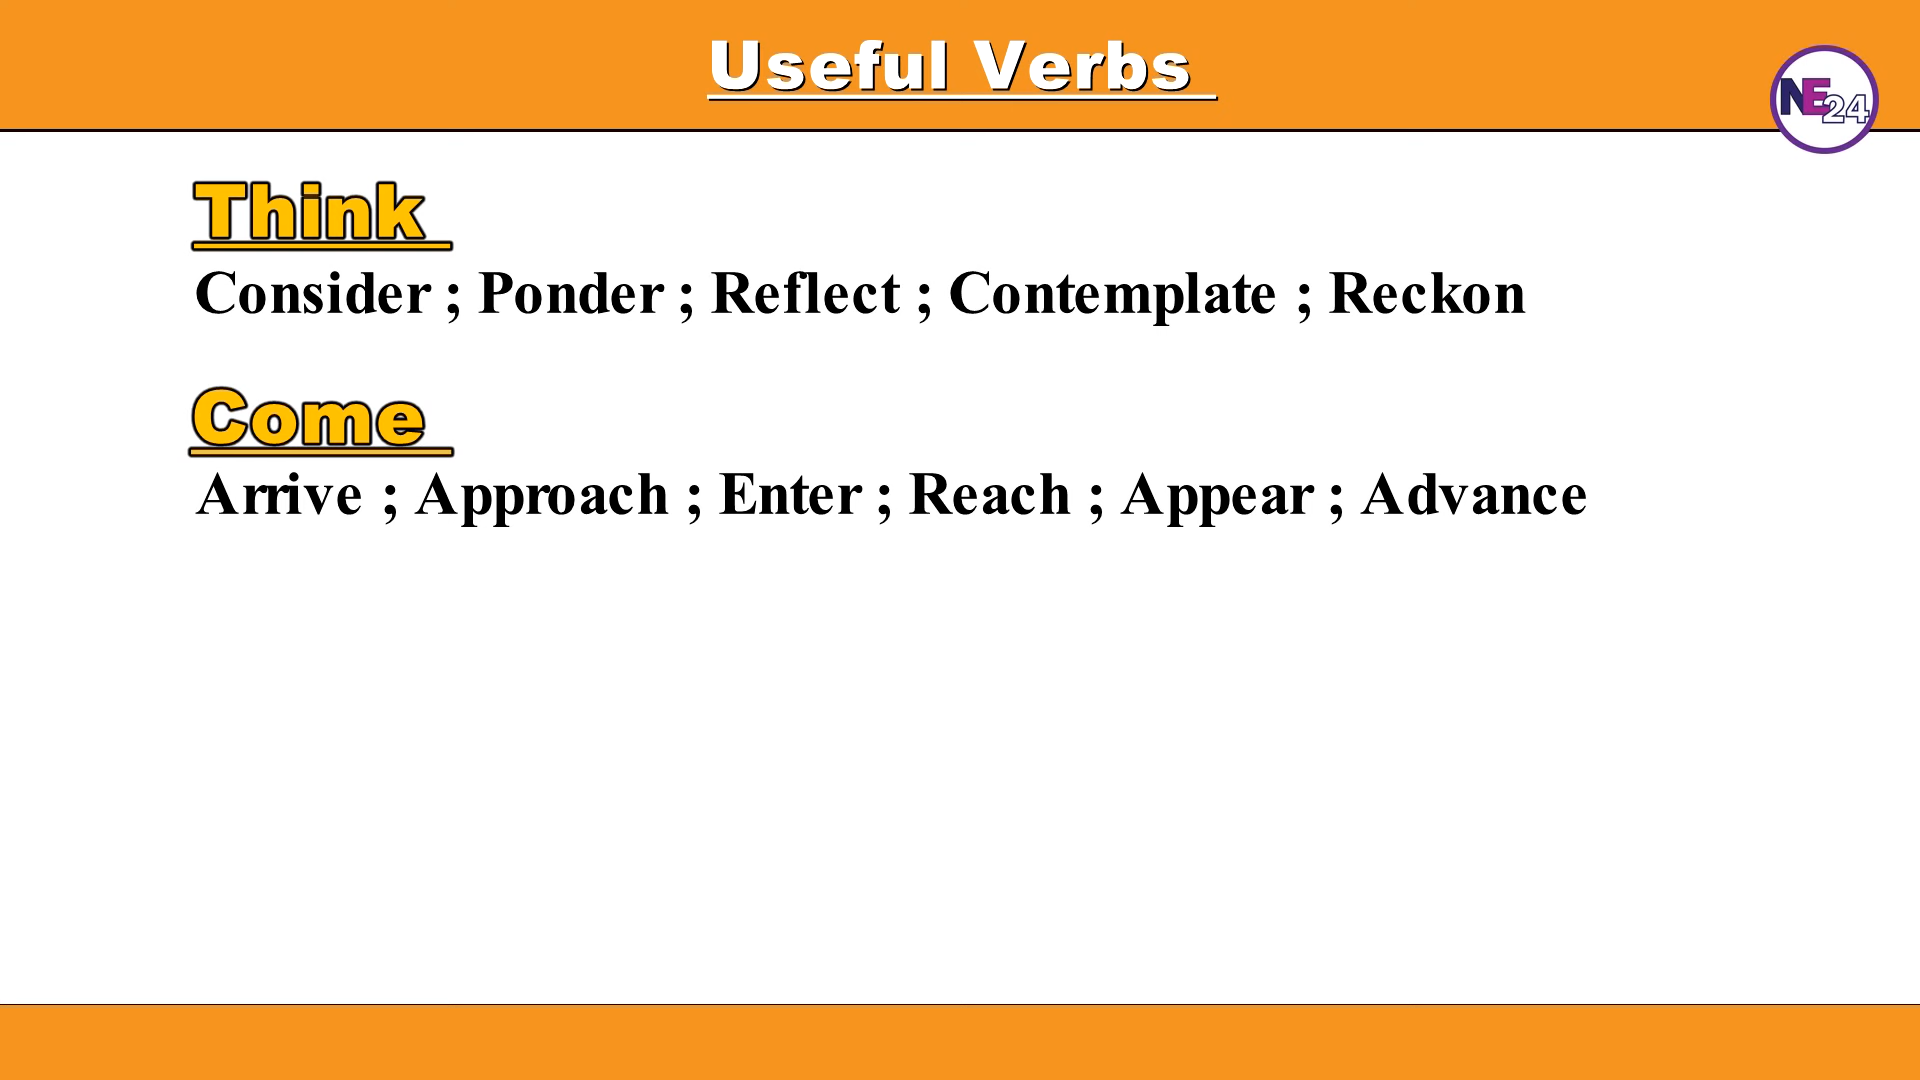 Useful Verbs
NE24
Think
Consider ; Ponder ; Reflect ; Contemplate ; Reckon
Come
Arrive ; Approach ; Enter ; Reach ; Appear ; Advance